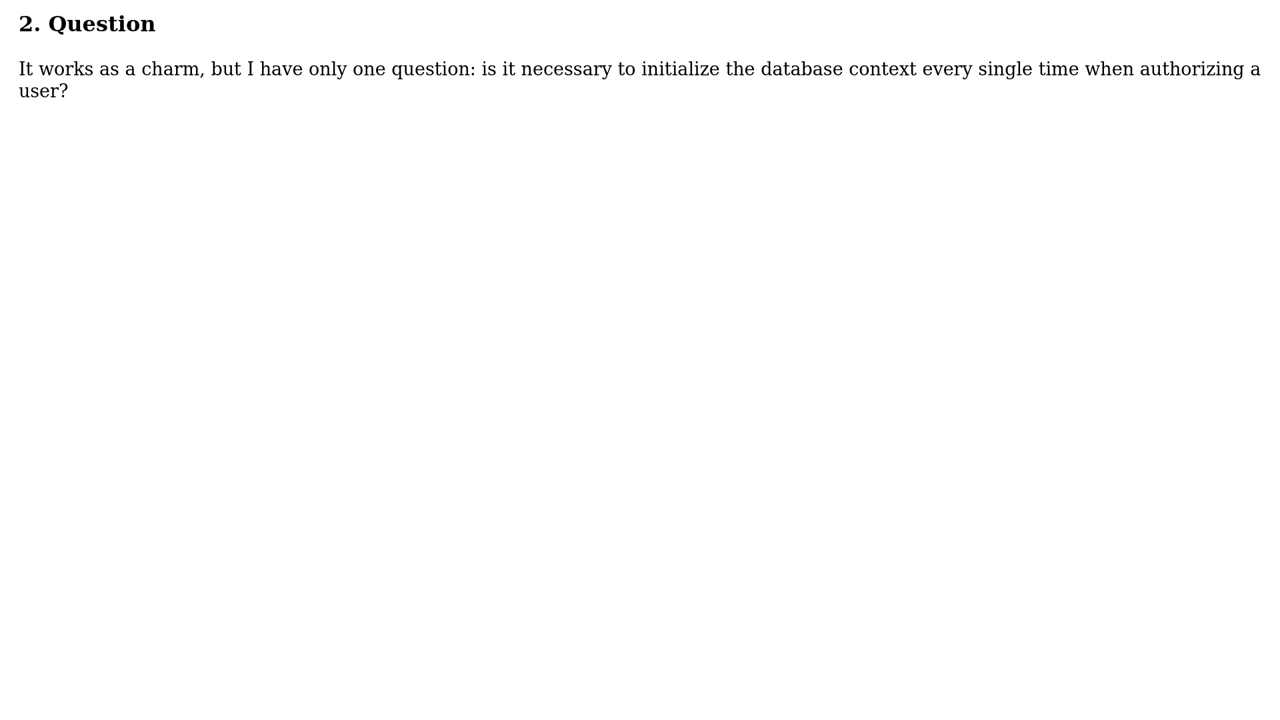 2. Question
It works as a charm, but I have only one question: is it necessary to initialize the database context every single time when authorizing a
user?